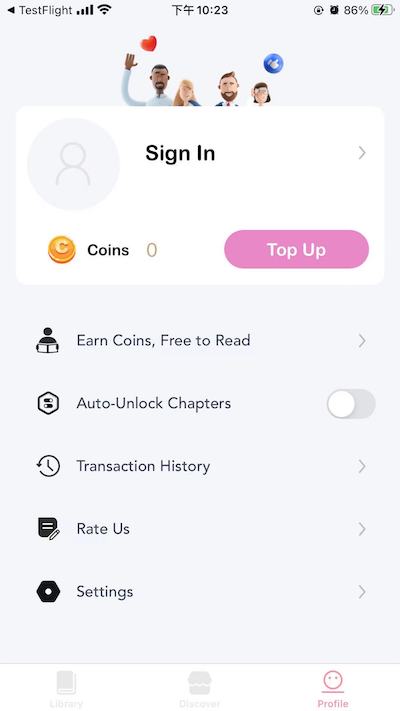 TestFlight 下午10:23 86%
Sign In
C Coins 0 Top Up
Earn Coins, Free to Read
Auto-Unlock Chapters
Transaction History
Rate Us
Settings
Library Discover Profile